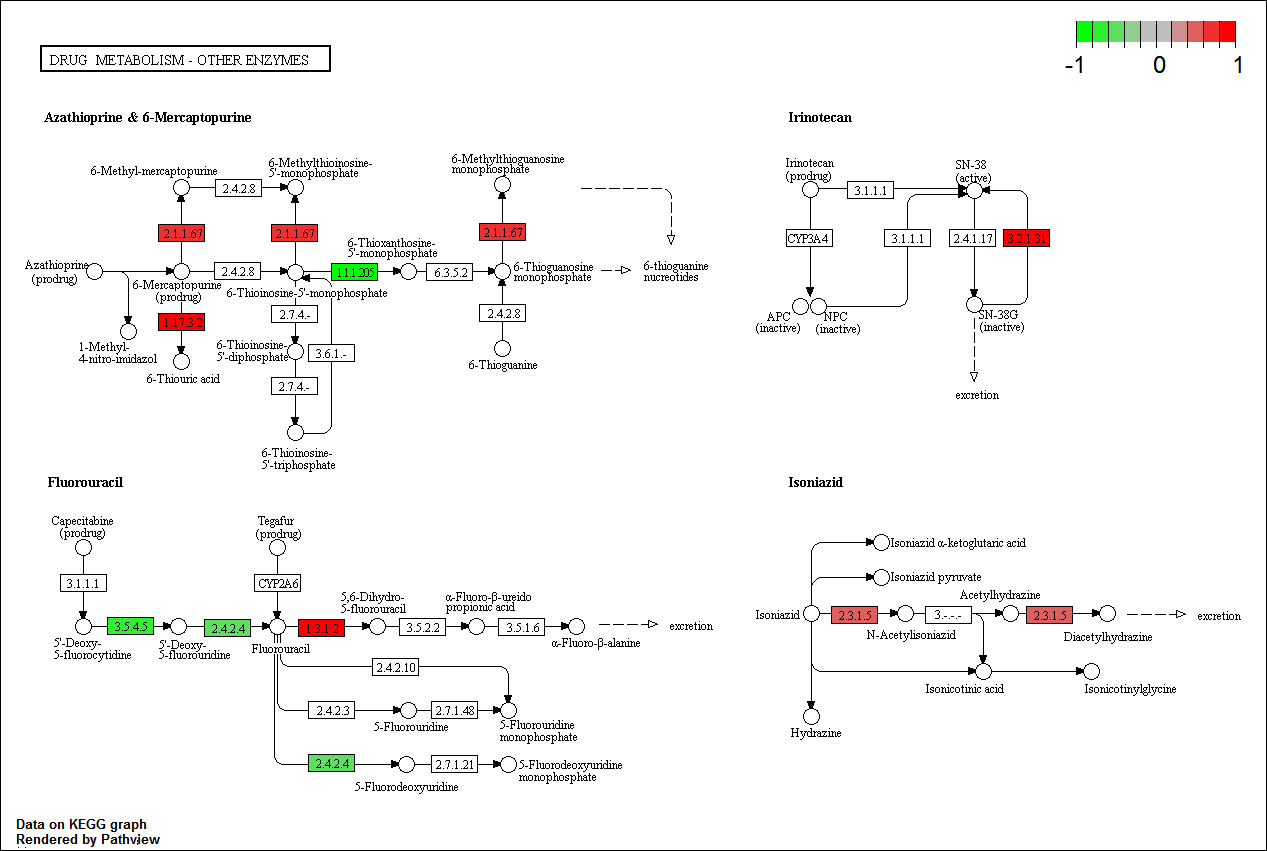 DRUG METABOLISM - OTHER ENZYMES
-1 0 1
Azathioprine & 6-Mercaptopurine
6-Methyl-mercaptopurine
2.4.2.8
6-Methylthioinosine-
5'-monophosphate
6-Methylthioguanosine
monophosphate
2.1.1.67
2.1.1.67
2.1.1.67
6-Thioxanthosine-
5'-monophosphate
Azathioprine
(prodrug)
6-Mercaptopurine
(prodrug)
2.4.2.8
1.1.1.205
6.3.5.2
6-Thioguanosine
monophosphate
6-thioguanine
nucreotides
6-Thioinosine-5'-monophosphate
1.17.3.2
1-Methyl-
4-nitro-imidazol
6-Thiouric acid
2.7.4.-
6-Thioinosine-
5'-diphosphate
3.6.1.-
2.7.4.-
6-Thioinosine-
5'-triphosphate
2.4.2.8
6-Thioguanine
Irinotecan
Irinotecan
(prodrug)
3.1.1.1
SN-38
(active)
CYP3A4
3.1.1.1
2.4.1.17
3.2.1.31
APC
(inactive)
NPC
(inactive)
SN-38G
(inactive)
excretion
Fluorouracil
Capecitabine
(prodrug)
Tegafur
(prodrug)
3.1.1.1
CYP2A6
5,6-Dihydro-
5-fluorouracil
α-Fluoro-β-ureido
propionic acid
3.5.4.5
2.4.2.4
1.3.1.2
3.5.2.2
3.5.1.6
excretion
5'-Deoxy-
5-fluorocytidine
5'-Deoxy-
5-fluorouridine
Fluorouracil
α-Fluoro-β-alanine
2.4.2.10
2.4.2.3
5-Fluorouridine
2.7.1.48
5-Fluorouridine
monophosphate
2.4.2.4
5-Fluorodeoxyuridine
2.7.1.21
5-Fluorodeoxyuridine
monophosphate
Isoniazid
Isoniazid α-ketoglutaric acid
Isoniazid pyruvate
Acetylhydrazine
Isoniazid
2.3.1.5
3.-.-.-
2.3.1.5
excretion
N-Acetylisoniazid
Diacetylhydrazine
Isonicotinic acid
Isonicotinylglycine
Hydrazine
Data on KEGG graph
Rendered by Pathview